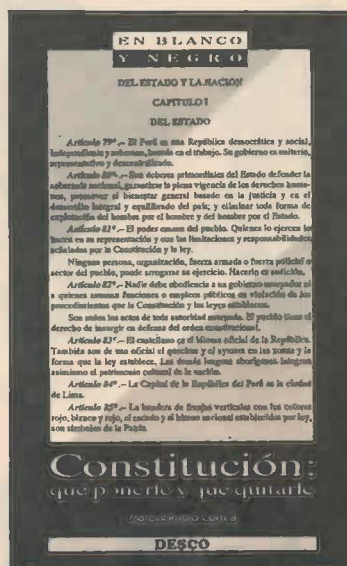 EN BLANCO
Y NEGRO
DEL ESTADO Y LA NACIÓN
CAPITULO I
DEL ESTADO
Artículo 79°.– El Perú es una República democrática y social,
independiente y soberana, basada en el trabajo. Su gobierno es unitario,
representativo y descentralizado.
Artículo 80°.– Son deberes primordiales del Estado defender la
soberanía nacional, garantizar la plena vigencia de los derechos huma-
nos, promover el bienestar general basado en la justicia y en el
desarrollo integral y equilibrado del país, y eliminar toda forma de
explotación del hombre por el hombre y del hombre por el Estado.
Artículo 81°.– El poder emana del pueblo. Quienes lo ejercen lo
hacen en su representación y con las limitaciones y responsabilidades
señaladas por la Constitución y la ley.
Ninguna persona, organización, fuerza armada o fuerza policial o
sector del pueblo, puede arrogarse su ejercicio. Hacerlo es sedición.
Artículo 82°.– Nadie debe obediencia a un gobierno usurpador ni
a quienes asuman funciones o empleos públicos en violación de los
procedimientos que la Constitución y las leyes establecen.
Son nulos los actos de toda autoridad usurpada. El pueblo tiene el
derecho de insurgir en defensa del orden constitucional.
Artículo 83°.– El castellano es el idioma oficial de la República.
También son de uso oficial el quechua y el aymara en las zonas y la
forma que la ley establece. Las demás lenguas aborígenes integran
asimismo el patrimonio cultural de la nación.
Artículo 84°.– La Capital de la República del Perú es la ciudad
de Lima.
Artículo 85°.– La bandera de franjas verticales con los colores
rojo, blanco y rojo, el escudo y el himno nacional establecidos por ley,
son símbolos de la Patria.
Constitución:
qué ponerle y qué quitarle
Marcial Rubio Correa
DESCO